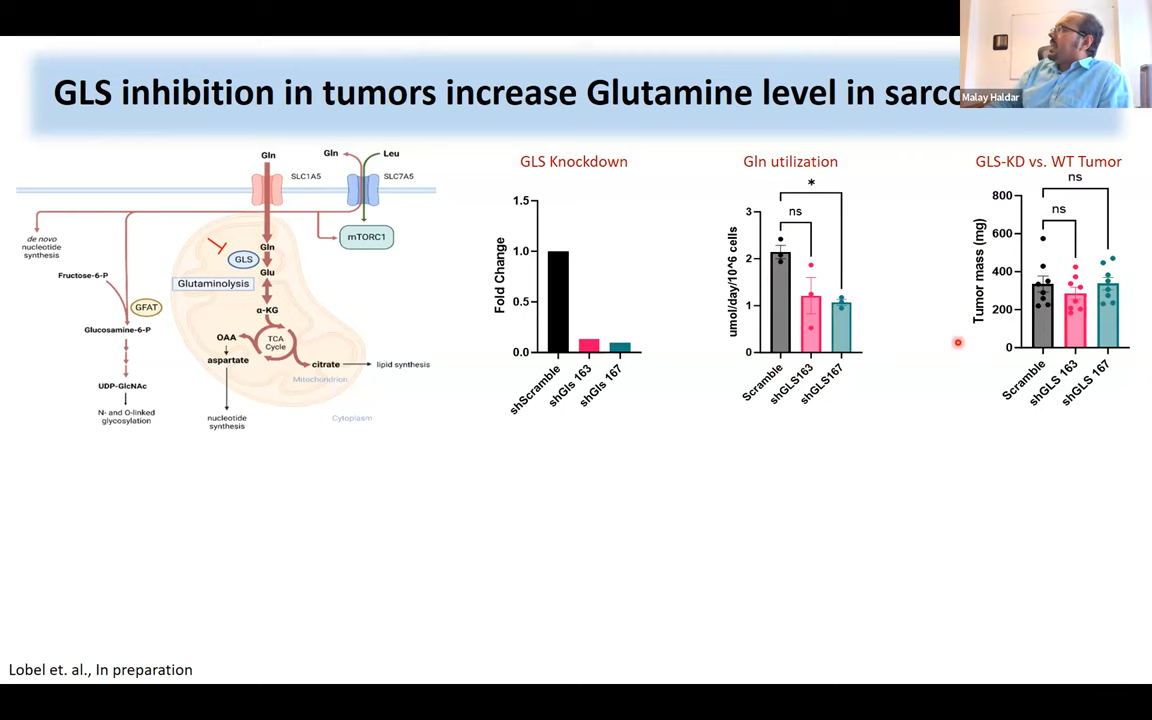 GLS inhibition in tumors increase Glutamine level in sarco
Malay Haldar
Gln
Gln
Leu
SLC1A5
SLC7A5
de novo
nucleotide
synthesis
mTORC1
Gln
GLS
Glu
Glutaminolysis
Fructose-6-P
GFAT
α-KG
Glucosamine-6-P
OAA
TCA
Cycle
aspartate
citrate
lipid synthesis
Mitochondrion
UDP-GlcNAc
N- and O-linked
glycosylation
nucleotide
synthesis
Cytoplasm
GLS Knockdown
Fold Change
1.5
1.0
0.5
0.0
shScramble
shGls 163
shGls 167
Gln utilization
*
ns
umol/day/10^6 cells
3
2
1
0
Scramble
shGLS163
shGLS167
GLS-KD vs. WT Tumor
ns
ns
Tumor mass (mg)
800
600
400
200
0
Scramble
shGLS 163
shGLS 167
Lobel et. al., In preparation